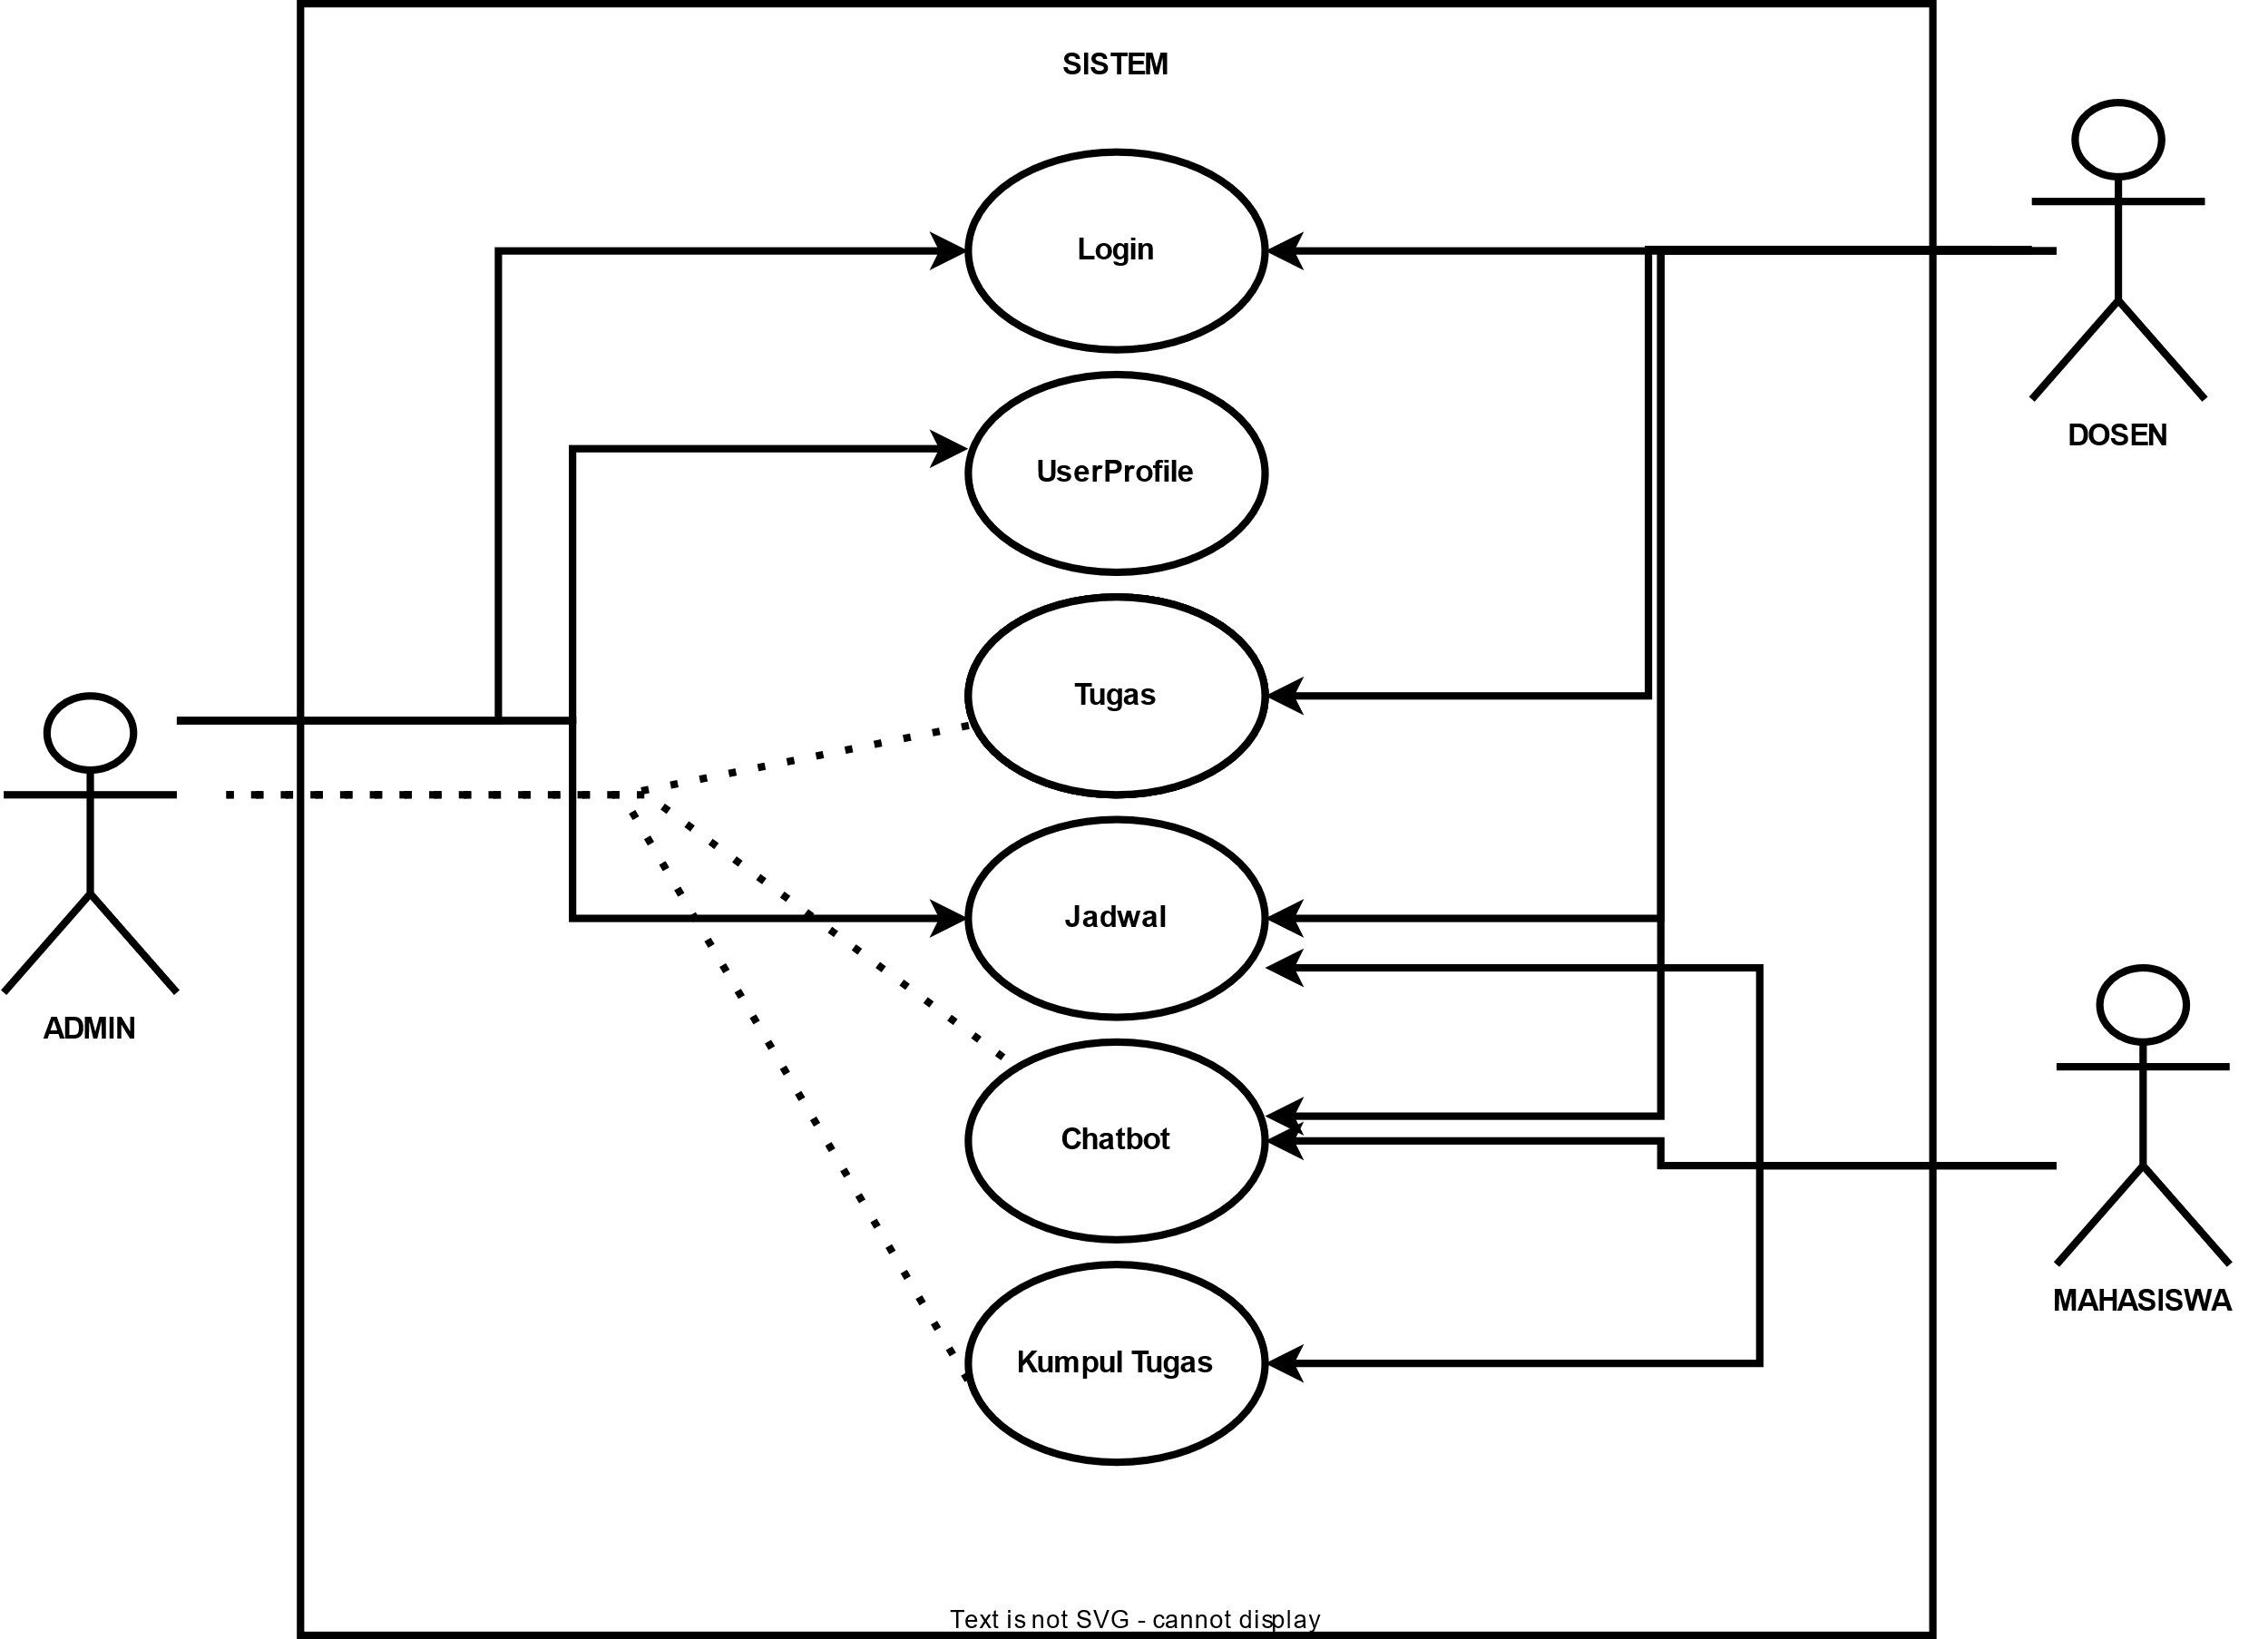 SISTEM
Login
DOSEN
UserProfile
Tugas
Jadwal
ADMIN
Chatbot
MAHASISWA
Kumpul Tugas
Text is not SVG - cannot display